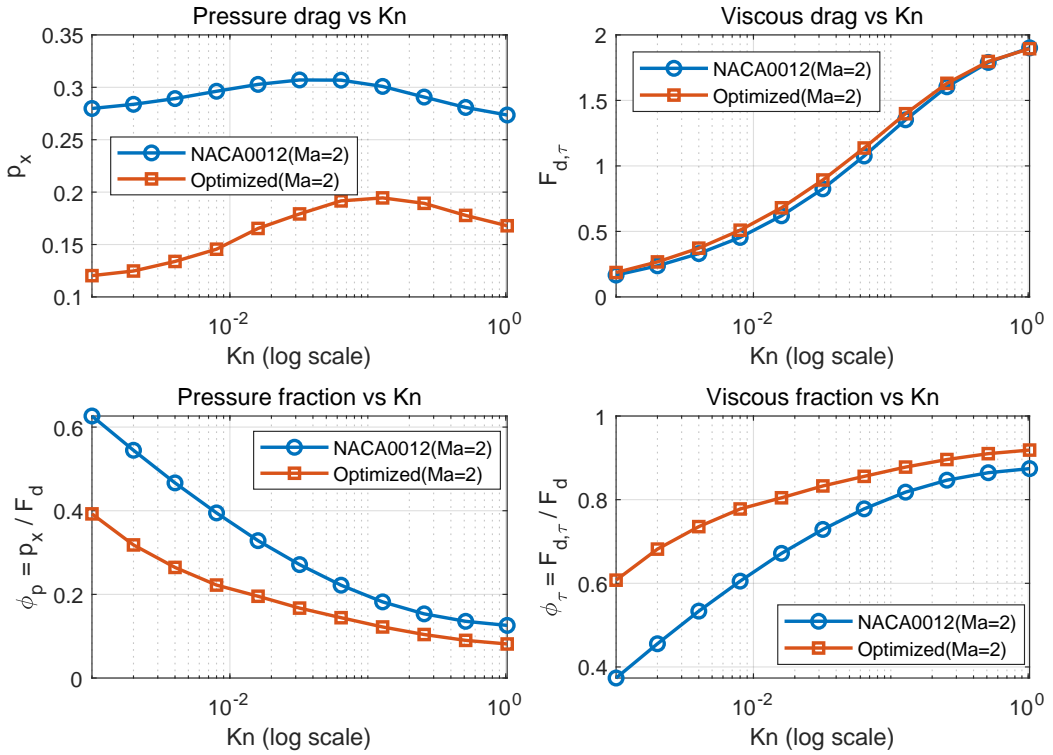 Pressure drag vs Kn
0.35
0.3
0.25
0.2
0.15
0.1
p_x
NACA0012(Ma=2)
Optimized(Ma=2)
10^-2
10^0
Kn (log scale)
Viscous drag vs Kn
2
1.5
1
0.5
0
F_d,τ
NACA0012(Ma=2)
Optimized(Ma=2)
10^-2
10^0
Kn (log scale)
Pressure fraction vs Kn
0.6
0.4
0.2
0
ϕ_p = p_x / F_d
NACA0012(Ma=2)
Optimized(Ma=2)
10^-2
10^0
Kn (log scale)
Viscous fraction vs Kn
1
0.8
0.6
0.4
ϕ_τ = F_d,τ / F_d
NACA0012(Ma=2)
Optimized(Ma=2)
10^-2
10^0
Kn (log scale)